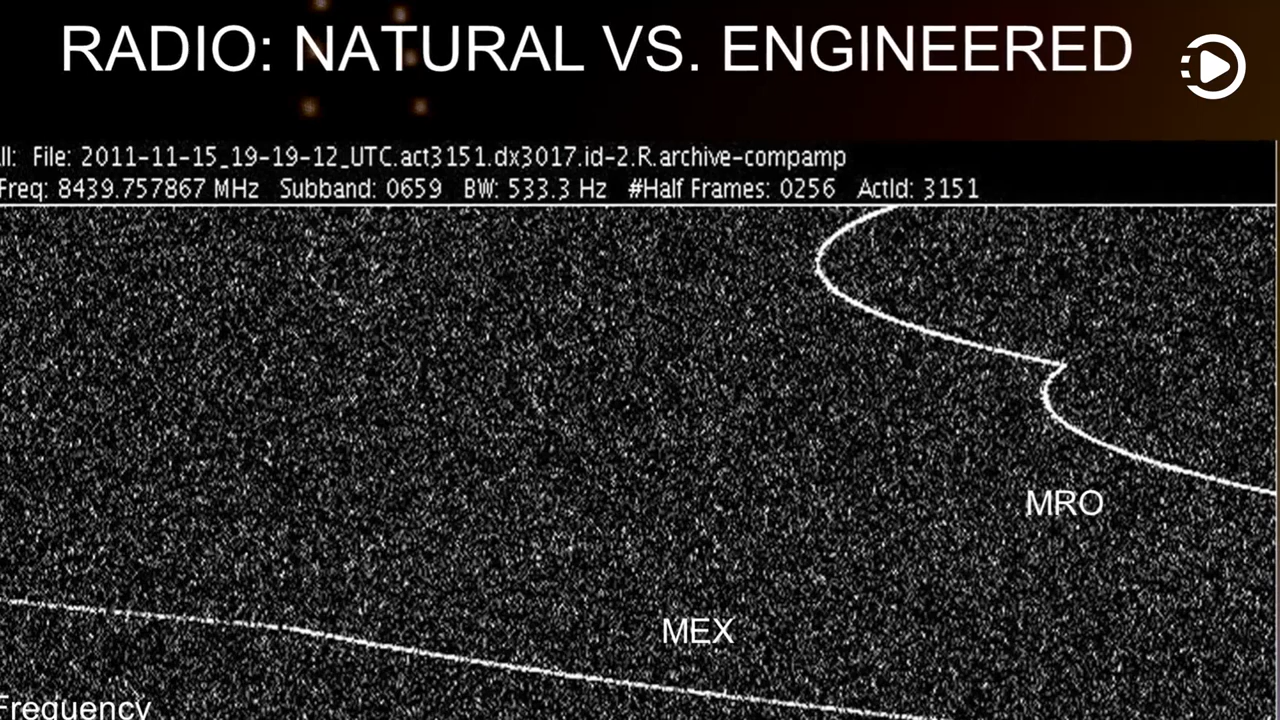 RADIO: NATURAL VS. ENGINEERED
ll: File: 2011-11-15_19-19-12_UTC.act3151.dx3017.id-2.R.archive-compamp
Freq: 8439.757867 MHz Subband: 0659 BW: 533.3 Hz #Half Frames: 0256 ActId: 3151
MRO
MEX
Frequency